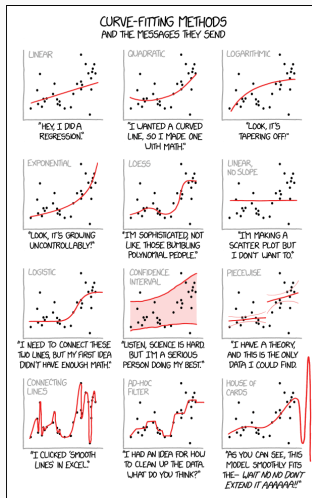 CURVE-FITTING METHODS
AND THE MESSAGES THEY SEND
LINEAR
"HEY, I DID A
REGRESSION."
QUADRATIC
"I WANTED A CURVED
LINE, SO I MADE ONE
WITH MATH."
LOGARITHMIC
"LOOK, IT'S
TAPERING OFF!"
EXPONENTIAL
"LOOK, IT'S GROWING
UNCONTROLLABLY!"
LOESS
"I'M SOPHISTICATED, NOT
LIKE THOSE BUMBLING
POLYNOMIAL PEOPLE."
LINEAR,
NO SLOPE
"I'M MAKING A
SCATTER PLOT BUT
I DON'T WANT TO."
LOGISTIC
"I NEED TO CONNECT THESE
TWO LINES, BUT MY FIRST IDEA
DIDN'T HAVE ENOUGH MATH."
CONFIDENCE
INTERVAL
"LISTEN, SCIENCE IS HARD.
BUT I'M A SERIOUS
PERSON DOING MY BEST."
PIECEWISE
"I HAVE A THEORY,
AND THIS IS THE ONLY
DATA I COULD FIND."
CONNECTING
LINES
"I CLICKED 'SMOOTH
LINES' IN EXCEL."
AD-HOC
FILTER
"I HAD AN IDEA FOR HOW
TO CLEAN UP THE DATA.
WHAT DO YOU THINK?"
HOUSE OF
CARDS
"AS YOU CAN SEE, THIS
MODEL SMOOTHLY FITS
THE- WAIT NO NO DON'T
EXTEND IT AAAAAA!!"